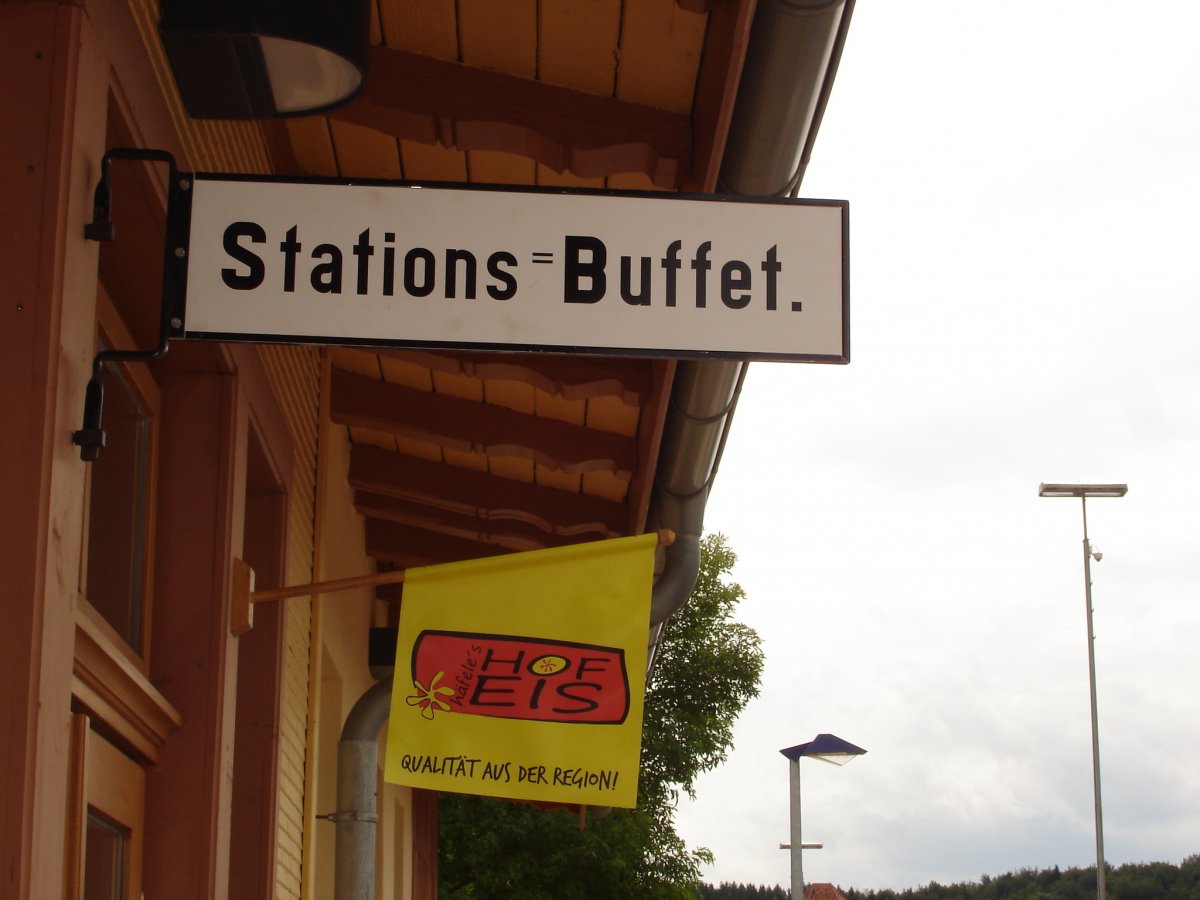 Stations=Buffet.
häfele´s
HOF
EIS
QUALITÄT AUS DER REGION!